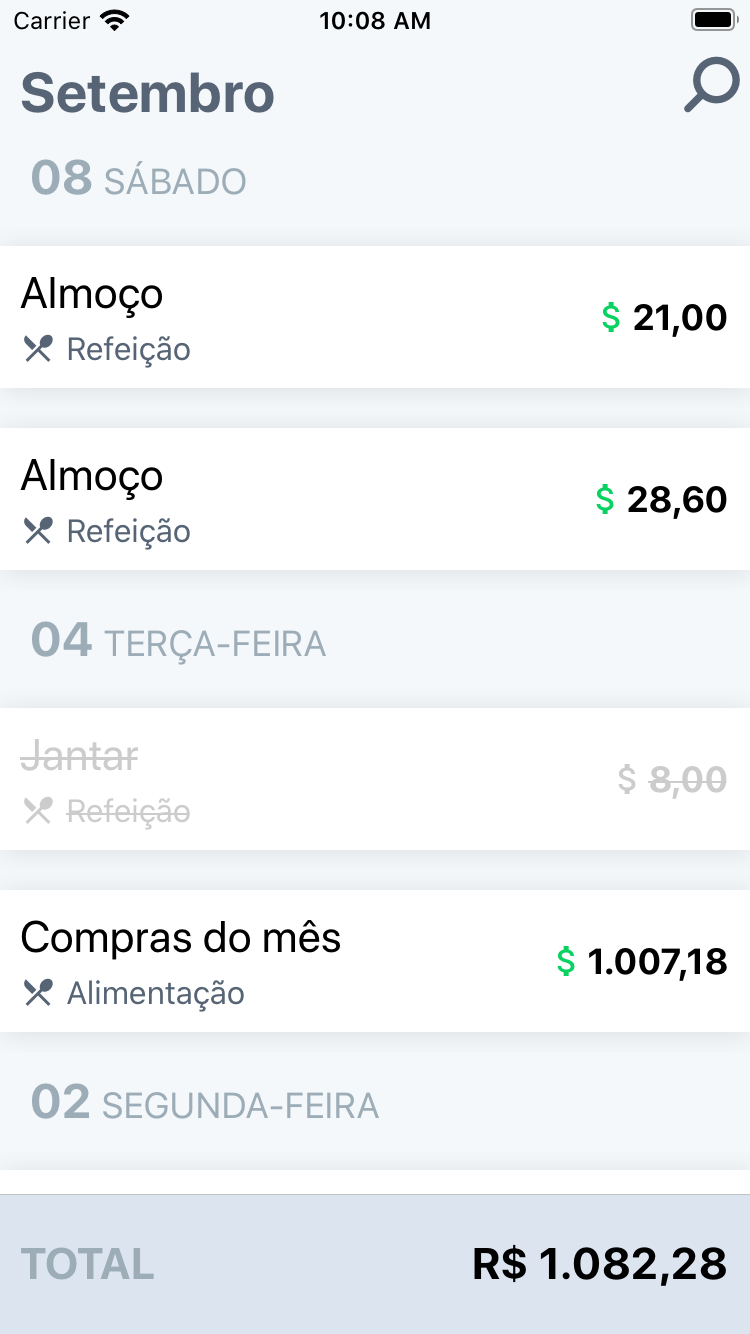 Carrier 10:08 AM
Setembro
08 SÁBADO
Almoço
$ 21,00
Refeição
Almoço
$ 28,60
Refeição
04 TERÇA-FEIRA
Jantar
$ 8,00
Refeição
Compras do mês
$ 1.007,18
Alimentação
02 SEGUNDA-FEIRA
TOTAL R$ 1.082,28